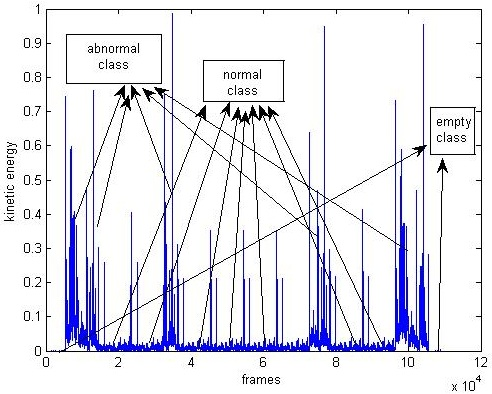 1
0.9
0.8
0.7
0.6
0.5
0.4
0.3
0.2
0.1
0
kinetic energy
abnormal
class
normal
class
empty
class
0 2 4 6 8 10 12
frames
x 10^4